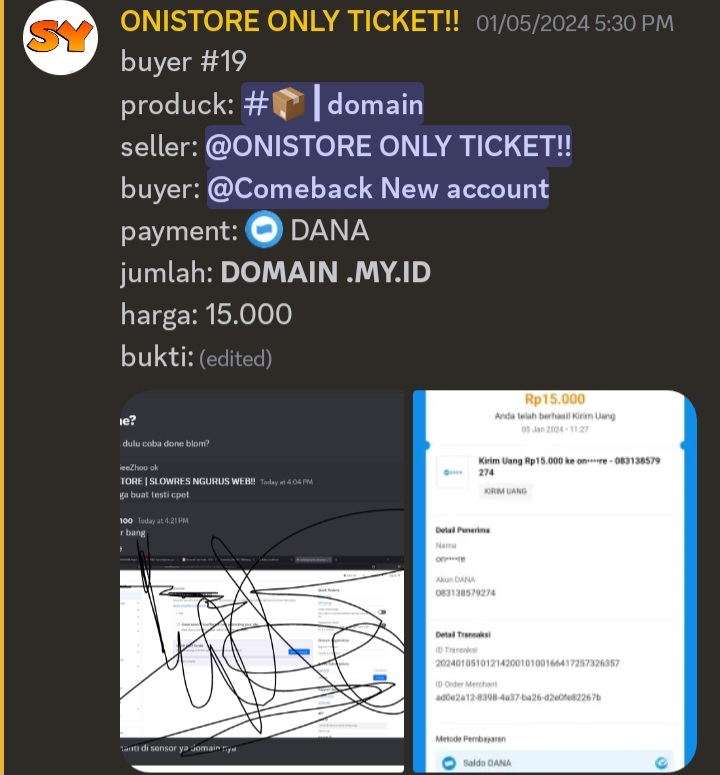 SY
ONISTORE ONLY TICKET!! 01/05/2024 5:30 PM
buyer #19
produck: #📦 | domain
seller: @ONISTORE ONLY TICKET!!
buyer: @Comeback New account
payment: DANA
jumlah: DOMAIN .MY.ID
harga: 15.000
bukti: (edited)
e?
dulu coba done blom?
eeZhoo ok
TORE | SLOWRES NGURUS WEB!! Today at 4:04 PM
ga buat testi cpet
hoo Today at 4:21 PM
r bang
nanti di sensor ya domain nya
Rp15.000
Anda telah berhasil Kirim Uang
05 Jan 2024 • 11:27
Kirim Uang Rp15.000 ke on••••re - 083138579
274
KIRIM UANG
Detail Penerima
Nama
on••••re
Akun DANA
083138579274
Detail Transaksi
ID Transaksi
2024010510121420010100166417257326357
ID Order Merchant
ad0e2a12-8398-4a37-ba26-d2e0fe82267b
Metode Pembayaran
Saldo DANA